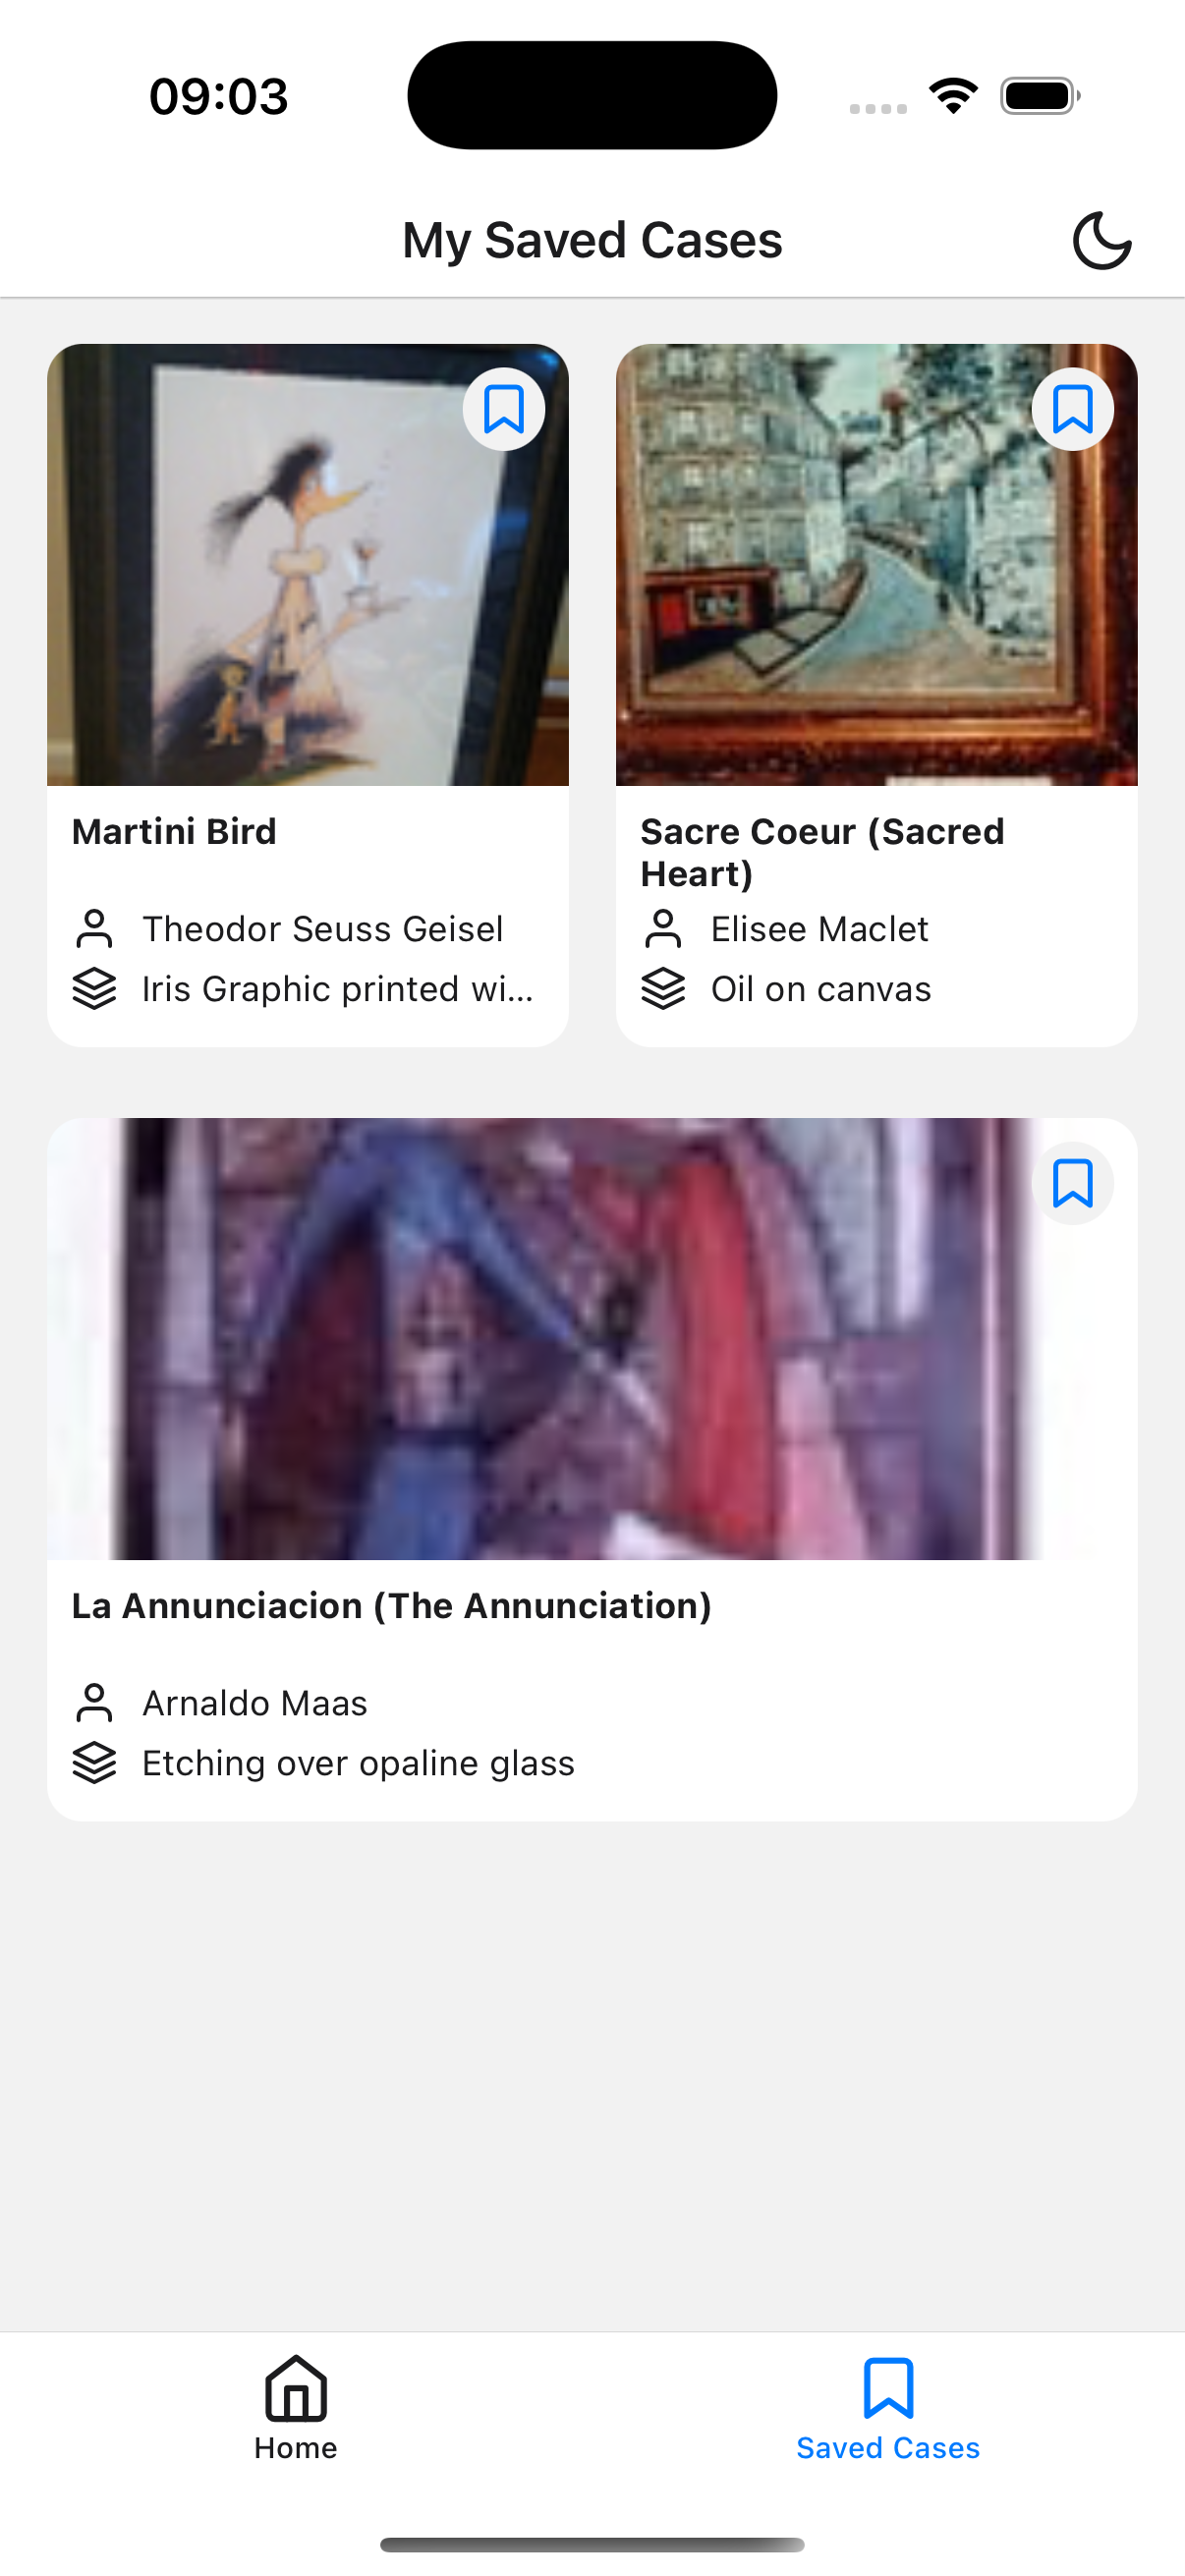 09:03
My Saved Cases
Martini Bird
Theodor Seuss Geisel
Iris Graphic printed wi...
Sacre Coeur (Sacred
Heart)
Elisee Maclet
Oil on canvas
La Annunciacion (The Annunciation)
Arnaldo Maas
Etching over opaline glass
Home
Saved Cases